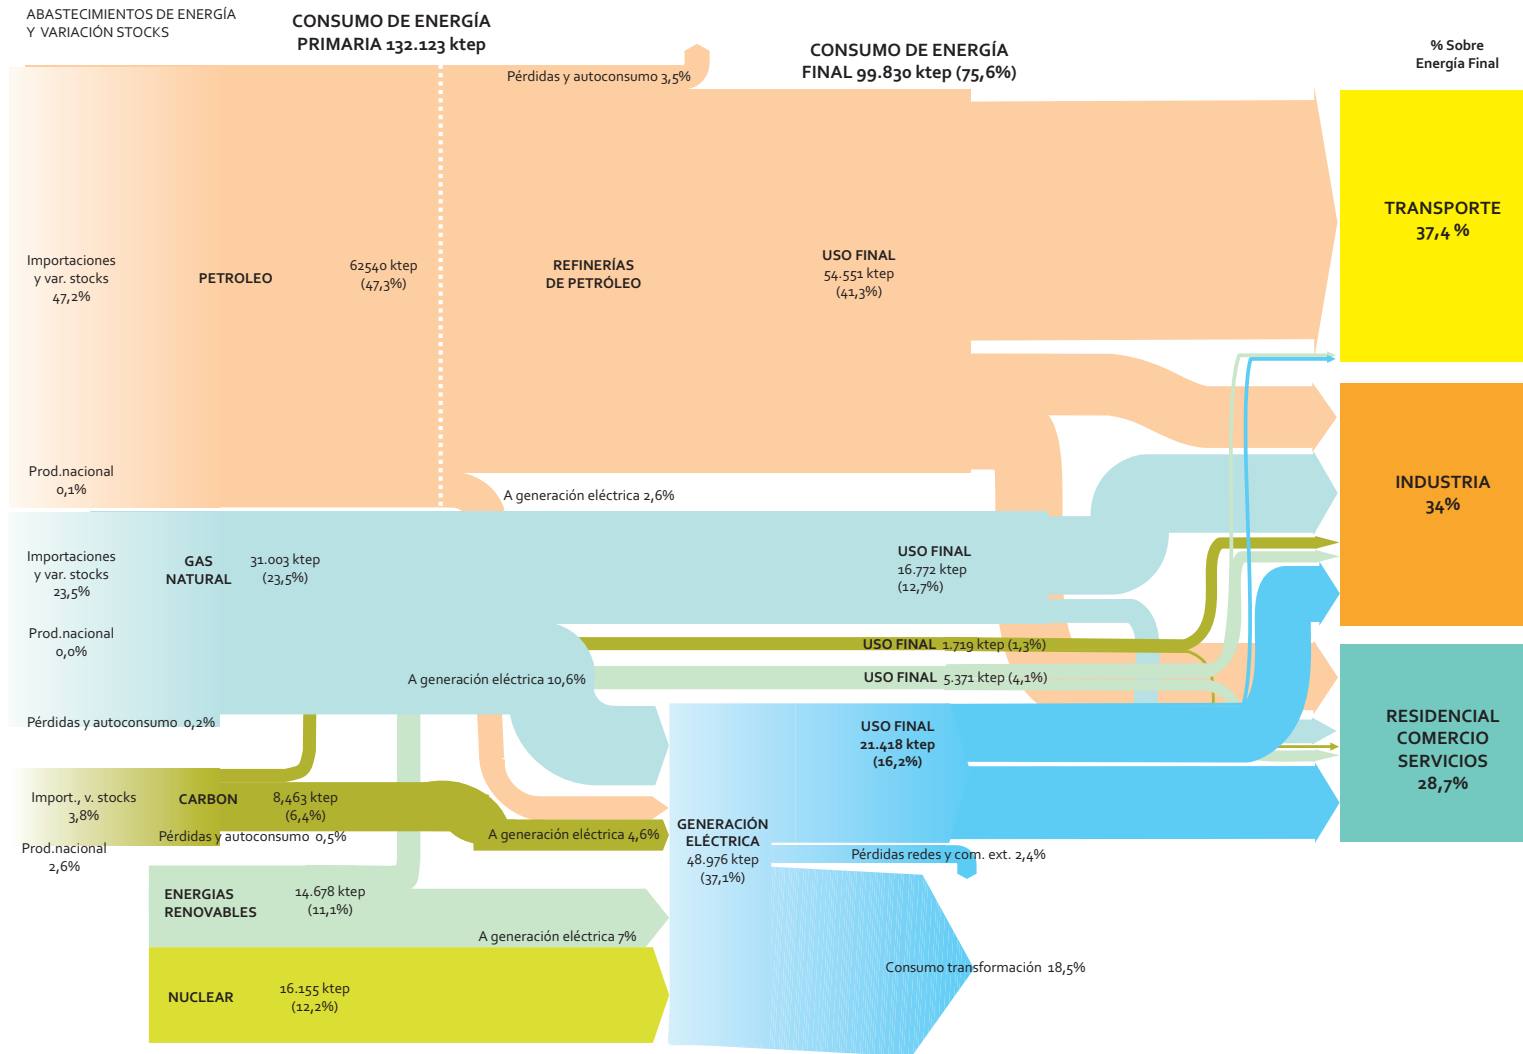 ABASTECIMIENTOS DE ENERGÍA
Y VARIACIÓN STOCKS
CONSUMO DE ENERGÍA
PRIMARIA 132.123 ktep
Pérdidas y autoconsumo 3,5%
CONSUMO DE ENERGÍA
FINAL 99.830 ktep (75,6%)
% Sobre
Energía Final
Importaciones
y var. stocks
47,2%
PETROLEO
62540 ktep
(47,3%)
REFINERÍAS
DE PETRÓLEO
USO FINAL
54.551 ktep
(41,3%)
TRANSPORTE
37,4 %
Prod.nacional
0,1%
A generación eléctrica 2,6%
INDUSTRIA
34%
Importaciones
y var. stocks
23,5%
GAS
NATURAL
31.003 ktep
(23,5%)
USO FINAL
16.772 ktep
(12,7%)
Prod.nacional
0,0%
USO FINAL 1.719 ktep (1,3%)
A generación eléctrica 10,6%
USO FINAL 5.371 ktep (4,1%)
Pérdidas y autoconsumo 0,2%
USO FINAL
21.418 ktep
(16,2%)
RESIDENCIAL
COMERCIO
SERVICIOS
28,7%
Import., v. stocks
3,8%
CARBON
8,463 ktep
(6,4%)
Pérdidas y autoconsumo 0,5%
Prod.nacional
2,6%
A generación eléctrica 4,6%
GENERACIÓN
ELÉCTRICA
48.976 ktep
(37,1%)
Pérdidas redes y com. ext. 2,4%
ENERGIAS
RENOVABLES
14.678 ktep
(11,1%)
A generación eléctrica 7%
Consumo transformación 18,5%
NUCLEAR
16.155 ktep
(12,2%)